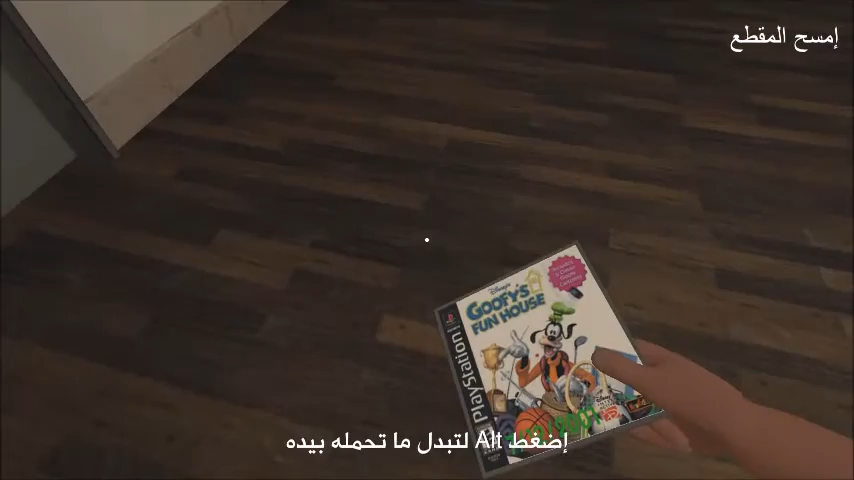 إمسح المقطع
Disney's
GOOFY'S
FUN HOUSE
PlayStation
إضغط Alt لتبدل ما تحمله بيده